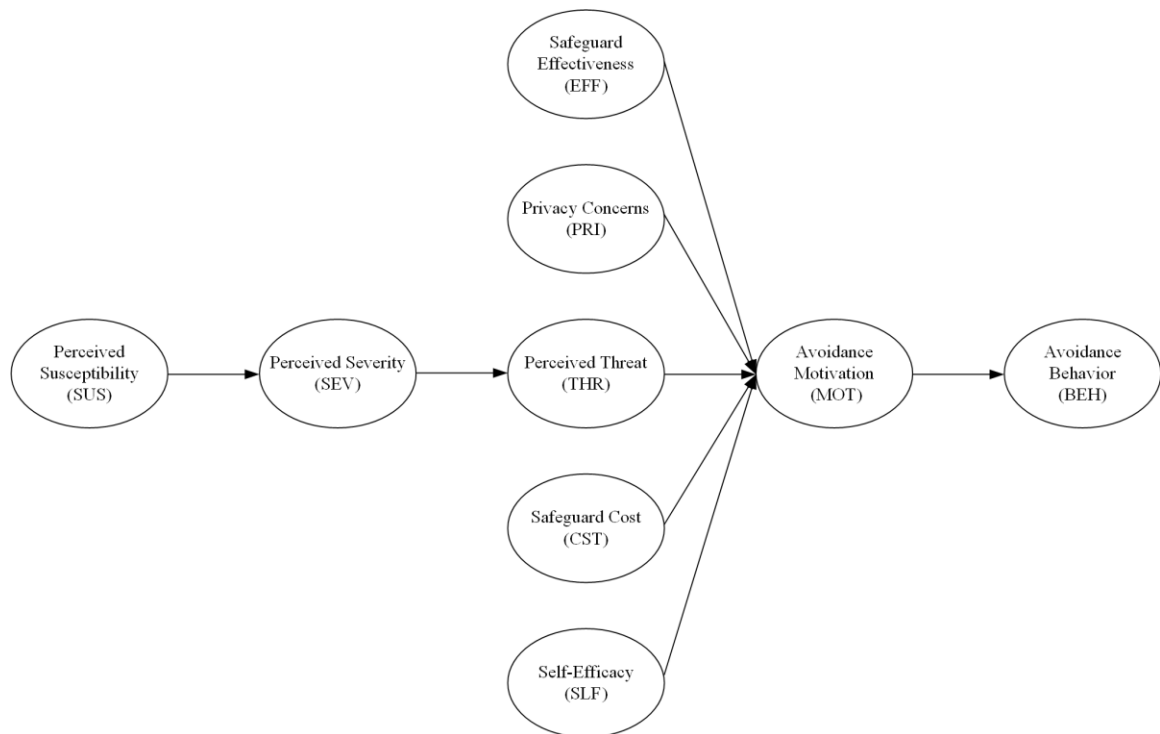 Safeguard
Effectiveness
(EFF)
Privacy Concerns
(PRI)
Perceived
Susceptibility
(SUS)
Perceived Severity
(SEV)
Perceived Threat
(THR)
Avoidance
Motivation
(MOT)
Avoidance
Behavior
(BEH)
Safeguard Cost
(CST)
Self-Efficacy
(SLF)